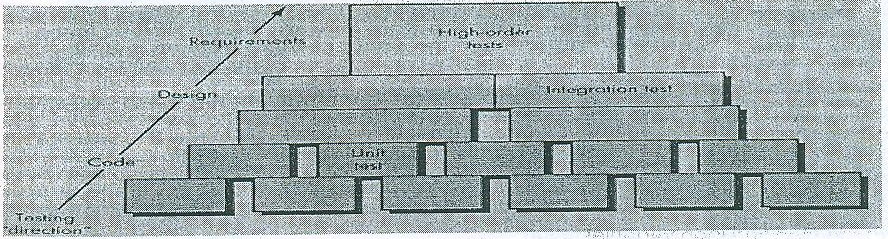 Requirements
High-order
tests
Design
Integration test
Code
Unit
test
Testing
"direction"